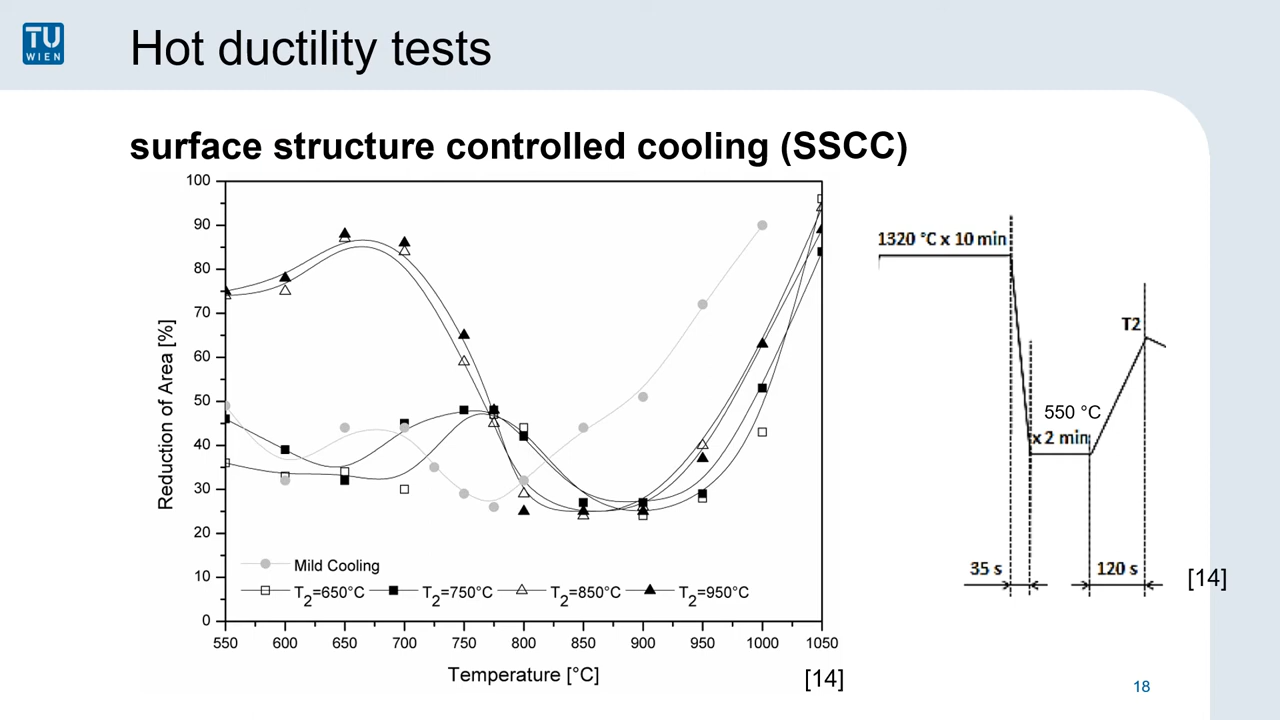 TU
WIEN
Hot ductility tests
surface structure controlled cooling (SSCC)
100
90
80
70
60
50
40
30
20
10
0
Reduction of Area [%]
Mild Cooling
T2=650°C T2=750°C T2=850°C T2=950°C
550 600 650 700 750 800 850 900 950 1000 1050
Temperature [°C]
[14]
1320 °C x 10 min
T2
550 °C
x 2 min
35 s
120 s
[14]
18